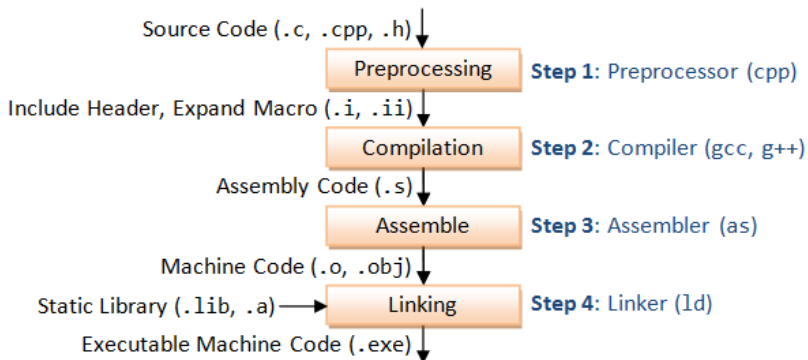 Source Code (.c, .cpp, .h)
Preprocessing
Step 1: Preprocessor (cpp)
Include Header, Expand Macro (.i, .ii)
Compilation
Step 2: Compiler (gcc, g++)
Assembly Code (.s)
Assemble
Step 3: Assembler (as)
Machine Code (.o, .obj)
Static Library (.lib, .a)
Linking
Step 4: Linker (ld)
Executable Machine Code (.exe)